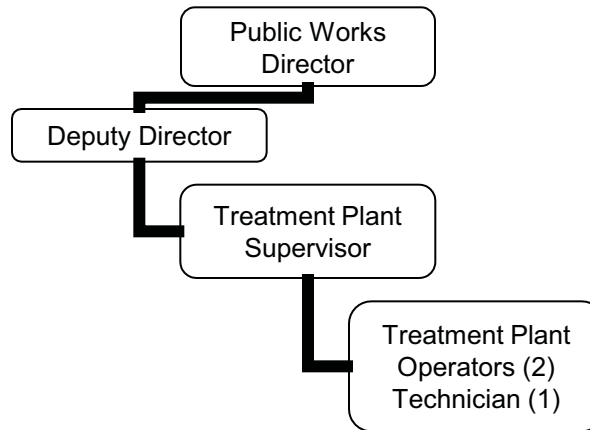 Public Works
Director
Deputy Director
Treatment Plant
Supervisor
Treatment Plant
Operators (2)
Technician (1)